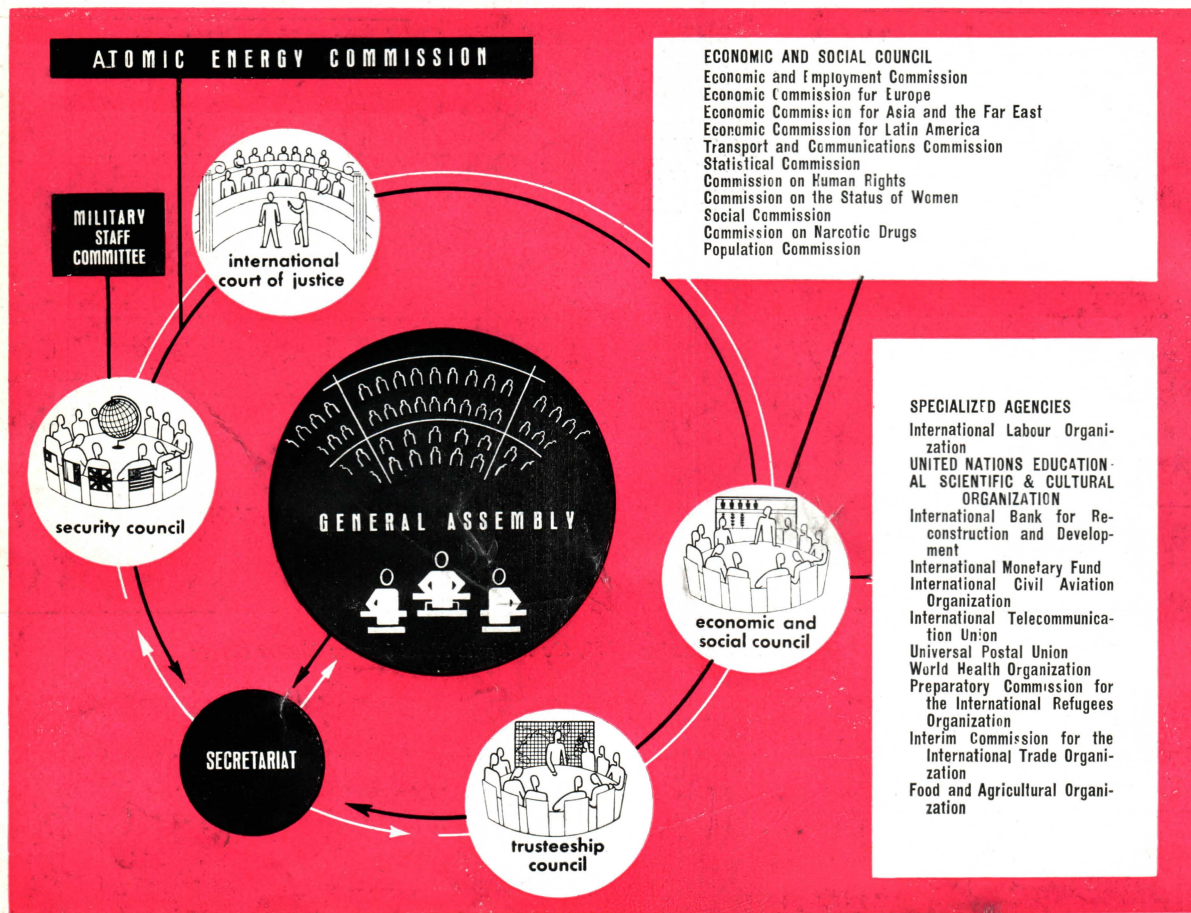 ATOMIC ENERGY COMMISSION
MILITARY
STAFF
COMMITTEE
international
court of justice
security council
GENERAL ASSEMBLY
SECRETARIAT
trusteeship
council
economic and
social council
ECONOMIC AND SOCIAL COUNCIL
Economic and Employment Commission
Economic Commission for Europe
Economic Commission for Asia and the Far East
Economic Commission for Latin America
Transport and Communications Commission
Statistical Commission
Commission on Human Rights
Commission on the Status of Women
Social Commission
Commission on Narcotic Drugs
Population Commission
SPECIALIZED AGENCIES
International Labour Organi-
zation
UNITED NATIONS EDUCATION-
AL SCIENTIFIC & CULTURAL
ORGANIZATION
International Bank for Re-
construction and Develop-
ment
International Monetary Fund
International Civil Aviation
Organization
International Telecommunica-
tion Union
Universal Postal Union
World Health Organization
Preparatory Commission for
the International Refugees
Organization
Interim Commission for the
International Trade Organi-
zation
Food and Agricultural Organi-
zation